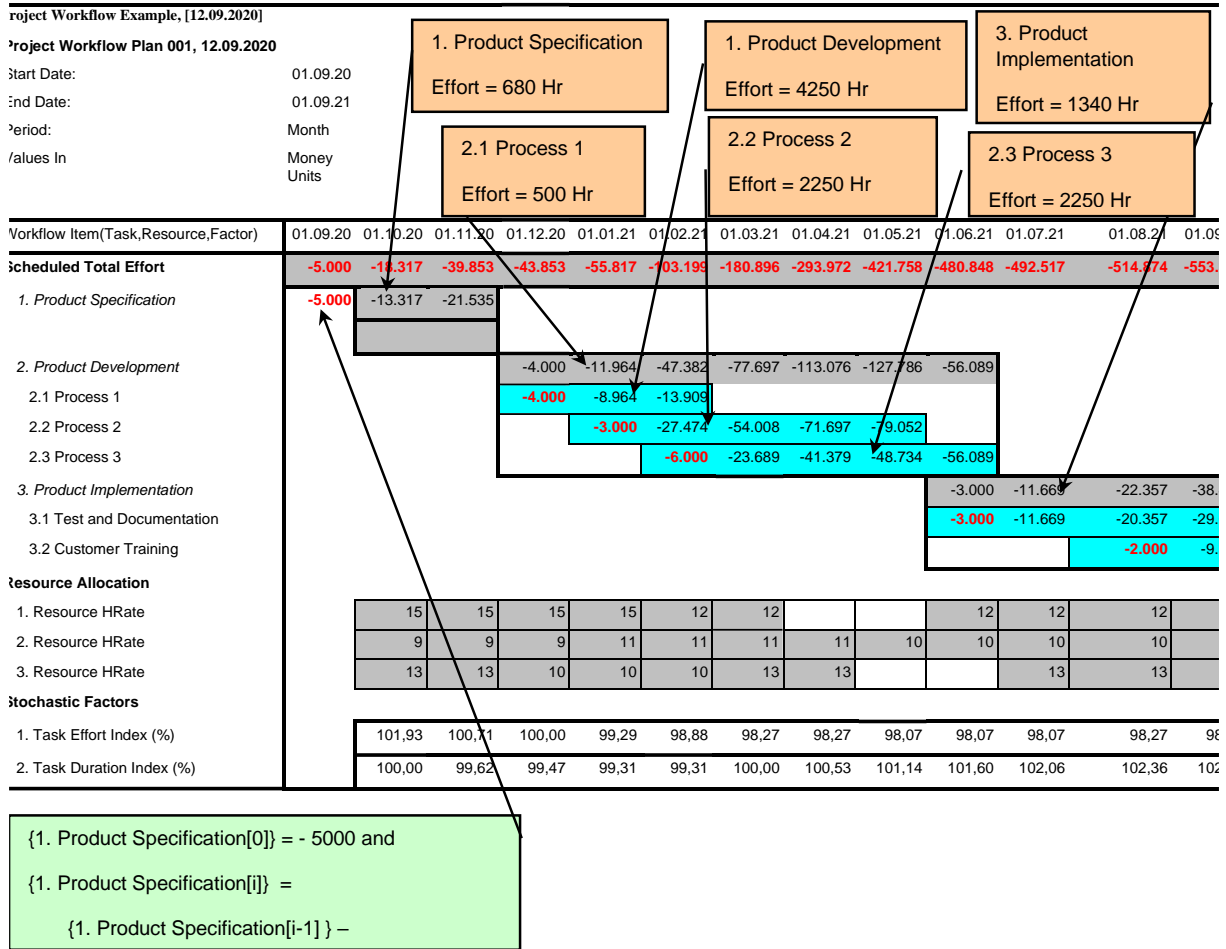 roject Workflow Example, [12.09.2020]
Project Workflow Plan 001, 12.09.2020
Start Date: 01.09.20
End Date: 01.09.21
Period: Month
Values In Money
Units
1. Product Specification
Effort = 680 Hr
1. Product Development
Effort = 4250 Hr
3. Product
Implementation
Effort = 1340 Hr
2.1 Process 1
Effort = 500 Hr
2.2 Process 2
Effort = 2250 Hr
2.3 Process 3
Effort = 2250 Hr
Workflow Item(Task,Resource,Factor) 01.09.20 01.10.20 01.11.20 01.12.20 01.01.21 01.02.21 01.03.21 01.04.21 01.05.21 01.06.21 01.07.21 01.08.21 01.09
Scheduled Total Effort -5.000 -18.317 -39.853 -43.853 -55.817 -103.199 -180.896 -293.972 -421.758 -480.848 -492.517 -514.874 -553.
1. Product Specification -5.000 -13.317 -21.535
2. Product Development -4.000 -11.964 -47.382 -77.697 -113.076 -127.786 -56.089
2.1 Process 1 -4.000 -8.964 -13.909
2.2 Process 2 -3.000 -27.474 -54.008 -71.697 -79.052
2.3 Process 3 -6.000 -23.689 -41.379 -48.734 -56.089
3. Product Implementation -3.000 -11.669 -22.357 -38.
3.1 Test and Documentation -3.000 -11.669 -20.357 -29.
3.2 Customer Training -2.000 -9.
Resource Allocation
1. Resource HRate 15 15 15 15 12 12 12 12 12
2. Resource HRate 9 9 9 11 11 11 11 10 10 10 10
3. Resource HRate 13 13 10 10 10 13 13 13 13
Stochastic Factors
1. Task Effort Index (%) 101,93 100,71 100,00 99,29 98,88 98,27 98,27 98,07 98,07 98,07 98,27 98
2. Task Duration Index (%) 100,00 99,62 99,47 99,31 99,31 100,00 100,53 101,14 101,60 102,06 102,36 102
{1. Product Specification[0]} = - 5000 and
{1. Product Specification[i]} =
{1. Product Specification[i-1] } –